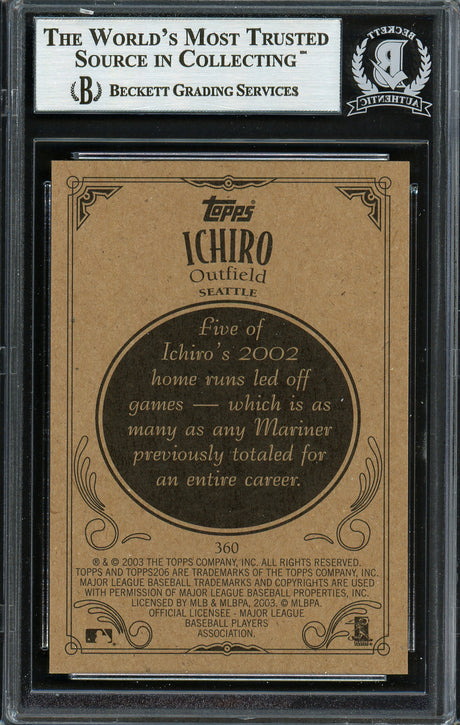 THE WORLD'S MOST TRUSTED
SOURCE IN COLLECTING™
B BECKETT GRADING SERVICES
BECKETT
AUTHENTIC
Topps
ICHIRO
Outfield
SEATTLE
Five of
Ichiro's 2002
home runs led off
games — which is as
many as any Mariner
previously totaled for
an entire career.
360
® & © 2003 THE TOPPS COMPANY, INC. ALL RIGHTS RESERVED.
TOPPS AND TOPPS206 ARE TRADEMARKS OF THE TOPPS COMPANY, INC.
MAJOR LEAGUE BASEBALL TRADEMARKS AND COPYRIGHTS ARE USED
WITH PERMISSION OF MAJOR LEAGUE BASEBALL PROPERTIES, INC.
LICENSED BY MLB & MLBPA, 2003. © MLBPA.
OFFICIAL LICENSEE - MAJOR LEAGUE
BASEBALL PLAYERS
ASSOCIATION.